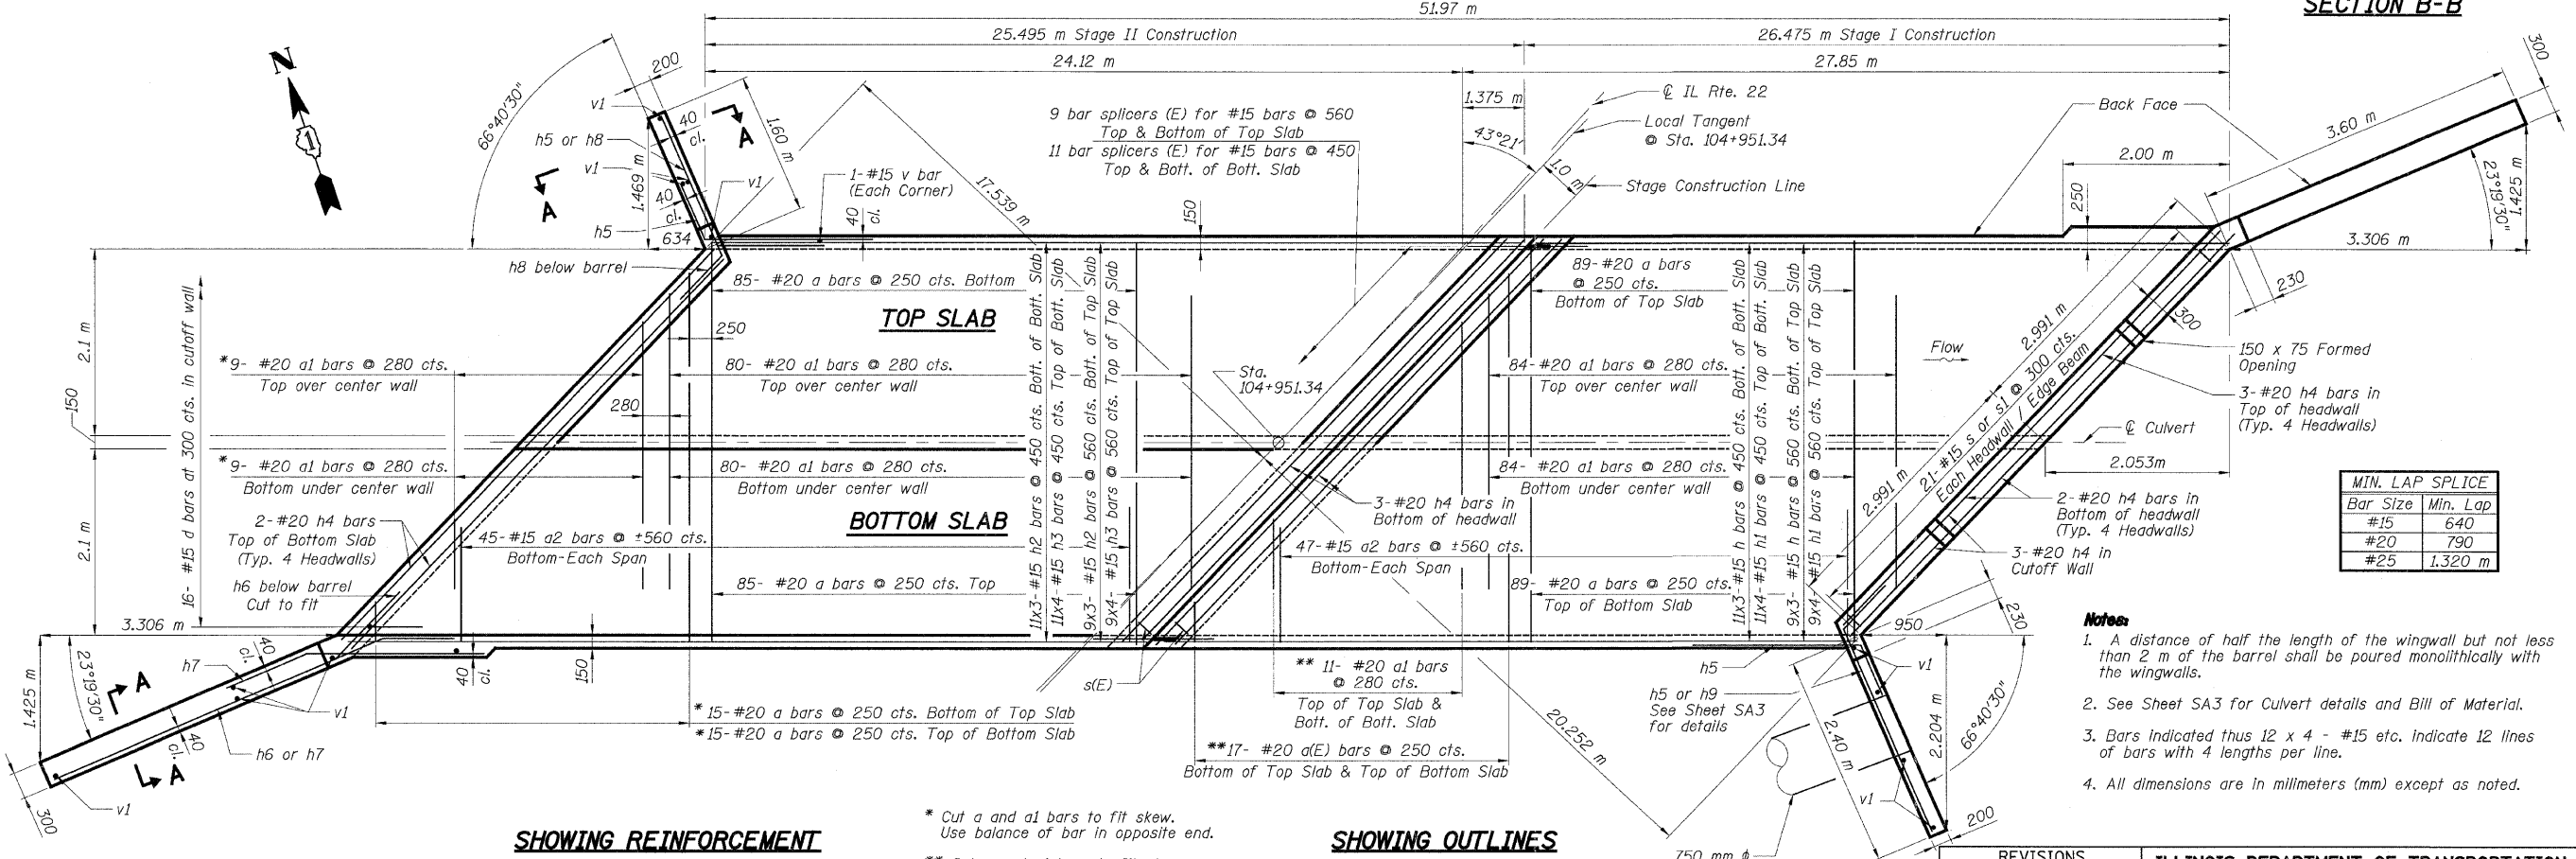 SECTION B-B
51.97 m
25.495 m Stage II Construction
26.475 m Stage I Construction
24.12 m
27.85 m
N
1
66°40'30"
200
v1
40
cl.
A
1.60 m
h5 or h8
v1
1.469 m
A
40
cl.
v1
h5
634
h8 below barrel
1-#15 v bar
(Each Corner)
17.539 m
40
cl.
150
9 bar splicers (E) for #15 bars @ 560
Top & Bottom of Top Slab
11 bar splicers (E) for #15 bars @ 450
Top & Bott. of Bott. Slab
1.375 m
43°21'
1.0 m
℄ IL Rte. 22
Local Tangent
@ Sta. 104+951.34
Stage Construction Line
Back Face
2.00 m
250
3.60 m
300
1.425 m
23°19'30"
3.306 m
230
300
2.1 m
150
2.1 m
16- #15 d bars at 300 cts. in cutoff wall
85- #20 a bars @ 250 cts. Bottom
TOP SLAB
250
*9- #20 a1 bars @ 280 cts.
Top over center wall
80- #20 a1 bars @ 280 cts.
Top over center wall
280
*9- #20 a1 bars @ 280 cts.
Bottom under center wall
80- #20 a1 bars @ 280 cts.
Bottom under center wall
2-#20 h4 bars
Top of Bottom Slab
(Typ. 4 Headwalls)
BOTTOM SLAB
45-#15 a2 bars @ ±560 cts.
Bottom-Each Span
85- #20 a bars @ 250 cts. Top
h6 below barrel
Cut to fit
11x3-#15 h2 bars @ 450 cts. Bott. of Bott. Slab
11x4-#15 h3 bars @ 450 cts. Top of Bott. Slab
9x3- #15 h2 bars @ 560 cts. Bott. of Top Slab
9x4- #15 h3 bars @ 560 cts. Top of Top Slab
Sta.
104+951.34
89-#20 a bars
@ 250 cts.
Bottom of Top Slab
84-#20 a1 bars @ 280 cts.
Top over center wall
84-#20 a1 bars @ 280 cts.
Bottom under center wall
3-#20 h4 bars in
Bottom of headwall
47-#15 a2 bars @ ±560 cts.
Bottom-Each Span
89-#20 a bars @ 250 cts.
Top of Bottom Slab
11x3-#15 h bars @ 450 cts. Bott. of Bott. Slab
11x4-#15 h1 bars @ 450 cts. Top of Bott. Slab
9x3- #15 h bars @ 560 cts. Bott. of Top Slab
9x4-#15 h1 bars @ 560 cts. Top of Top Slab
Flow
2.991 m
2.991 m
21-#15 s or s1 @ 300 cts.
Each Headwall / Edge Beam
150 x 75 Formed
Opening
3-#20 h4 bars in
Top of headwall
(Typ. 4 Headwalls)
℄ Culvert
2.053m
2-#20 h4 bars in
Bottom of headwall
(Typ. 4 Headwalls)
3-#20 h4 in
Cutoff Wall
230
MIN. LAP SPLICE
Bar Size Min. Lap
#15 640
#20 790
#25 1.320 m
3.306 m
1.425 m
23°19'30"
h7
40
cl.
A
v1
40
cl.
A
h6 or h7
v1
300
40
cl.
150
*15-#20 a bars @ 250 cts. Bottom of Top Slab
*15-#20 a bars @ 250 cts. Top of Bottom Slab
s(E)
** 11- #20 a1 bars
@ 280 cts.
Top of Top Slab &
Bott. of Bott. Slab
**17- #20 a(E) bars @ 250 cts.
Bottom of Top Slab & Top of Bottom Slab
20.252 m
h5
h5 or h9
See Sheet SA3
for details
950
v1
2.204 m
66°40'30"
2.40 m
v1
200
750 mm ϕ
Notes:
1. A distance of half the length of the wingwall but not less
than 2 m of the barrel shall be poured monolithically with
the wingwalls.
2. See Sheet SA3 for Culvert details and Bill of Material.
3. Bars indicated thus 12 x 4 - #15 etc. indicate 12 lines
of bars with 4 lengths per line.
4. All dimensions are in milimeters (mm) except as noted.
* Cut a and a1 bars to fit skew.
Use balance of bar in opposite end.
SHOWING REINFORCEMENT
SHOWING OUTLINES
**
REVISIONS
ILLINOIS DEPARTMENT OF TRANSPORTATION